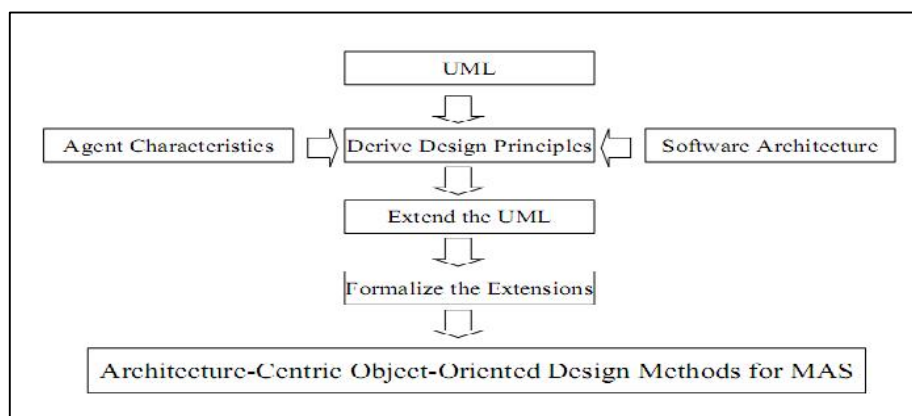 UML
Agent Characteristics
Derive Design Principles
Software Architecture
Extend the UML
Formalize the Extensions
Architecture-Centric Object-Oriented Design Methods for MAS